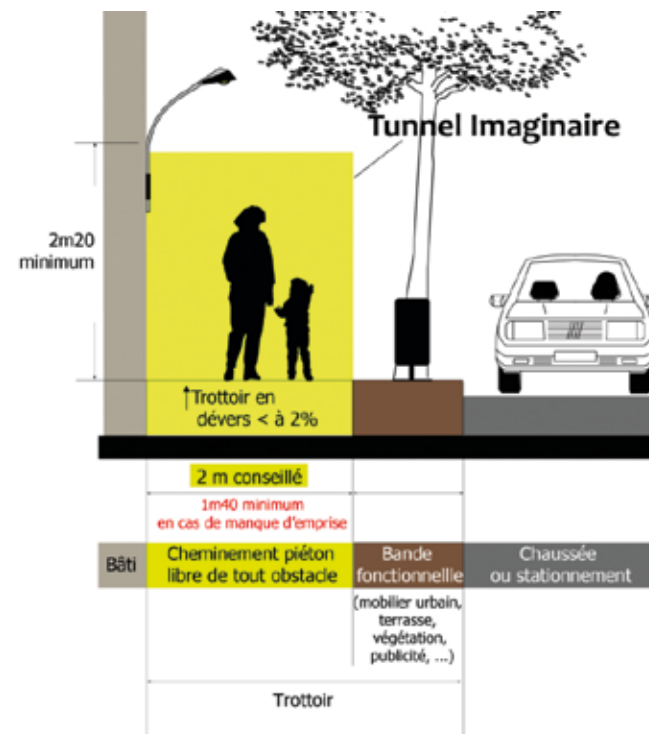 Tunnel Imaginaire
2m20
minimum
Trottoir en
dévers < à 2%
2 m conseillé
1m40 minimum
en cas de manque d'emprise
Bâti
Cheminement piéton
libre de tout obstacle
Bande
fonctionnelle
Chaussée
ou stationnement
(mobilier urbain,
terrasse,
végétation,
publicité, ...)
Trottoir